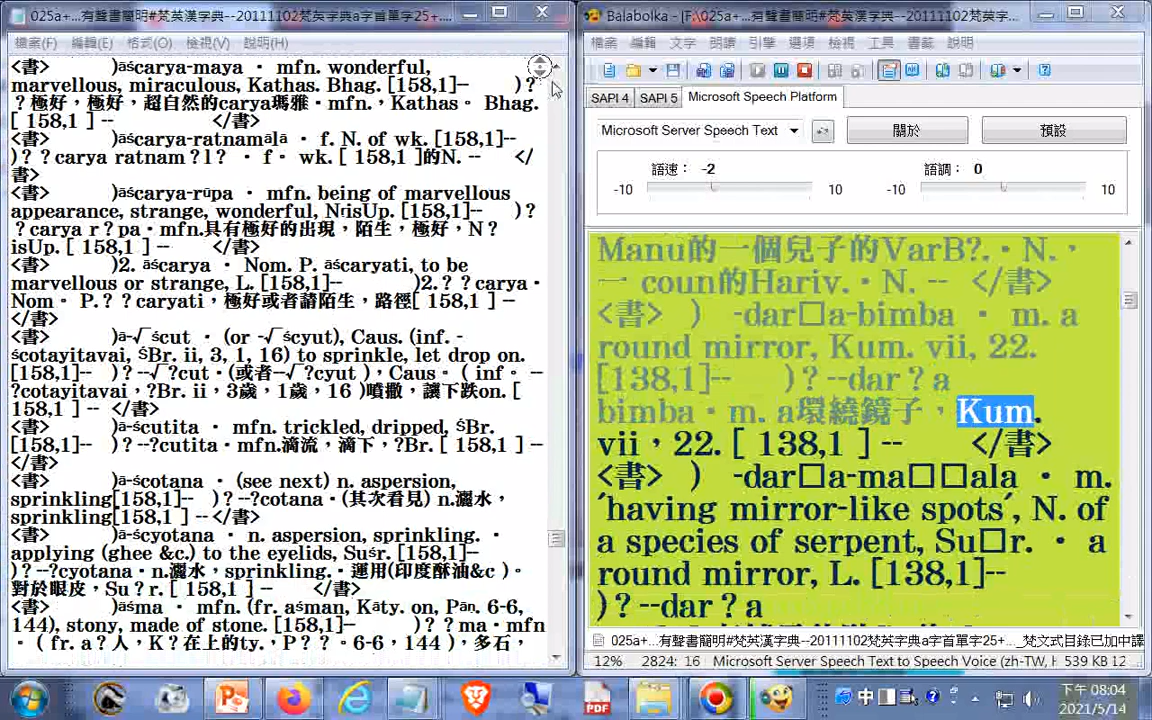 有聲書簡明#梵英漢字典--20111102梵英字典a字首單字25+...
檔案(F) 編輯(E) 格式(O) 檢視(V) 說明(H)
<書> )āścarya-maya · mfn. wonderful,
marvellous, miraculous, Kathas. Bhag. [158,1]-- )?
?極好，極好，超自然的carya瑪雅·mfn.，Kathas。 Bhag.
[ 158,1 ] -- </書>
<書> )āścarya-ratnamālā · f. N. of wk. [158,1]--
)? ?carya ratnam ?l ? · f。 wk. [ 158,1 ]的N. -- </
書>
<書> )āścarya-rūpa · mfn. being of marvellous
appearance, strange, wonderful, NṛisUp. [158,1]-- )?
?carya r ?pa·mfn.具有極好的出現，陌生，極好，N ?
isUp. [ 158,1 ] -- </書>
<書> )2. āścarya · Nom. P. āścaryati, to be
marvellous or strange, L. [158,1]-- )2.? ?carya·
Nom。 P.? ?caryati，極好或者請陌生，路徑[ 158,1 ] --
</書>
<書> )ā-√ścut · (or -√ścyut), Caus. (inf. -
ścotayitavai, ŚBr. ii, 3, 1, 16) to sprinkle, let drop on.
[158,1]-- )? --√ ?cut·(或者--√ ?cyut )，Caus。( inf。 --
?cotayitavai，?Br. ii，3歲，1歲，16 )噴撒，讓下跌on. [
158,1 ] -- </書>
<書> )ā-ścutita · mfn. trickled, dripped, ŚBr.
[158,1]-- )? --?cutita·mfn.滴流，滴下，?Br. [ 158,1 ] --
</書>
<書> )ā-ścotana · (see next) n. aspersion,
sprinkling[158,1]-- )? --?cotana·(其次看見) n.灑水，
sprinkling[158,1 ] -- </書>
<書> )ā-ścyotana · n. aspersion, sprinkling. ·
applying (ghee &c.) to the eyelids, Suśr. [158,1]--
)? --?cyotana·n.灑水，sprinkling.·運用(印度酥油&c )。
對於眼皮，Su ?r. [ 158,1 ] -- </書>
<書> )āśma · mfn. (fr. aśman, Kāty. on, Pāṇ. 6-6,
144), stony, made of stone. [158,1]-- )? ?ma·mfn
·( fr. a ?人，K ?在上的ty.，P ? ?。6-6，144 )，多石，
Balabolka - [F:\025a+...有聲書簡明#梵英漢字典--20111102梵英字...
檔案 編輯 文字 朗讀 引擎 選項 檢視 工具 書籤 說明
SAPI 4 SAPI 5 Microsoft Speech Platform
Microsoft Server Speech Text 關於 預設
語速： -2 語調： 0
-10 10 -10 10
Manu的一個兒子的VarB?.·N.，
一 coun的Hariv.·N. -- </書>
<書> ) -dar□a-bimba · m. a
round mirror, Kum. vii, 22.
[138,1]-- )? --dar ? a
bimba·m. a環繞鏡子，Kum.
vii，22. [ 138,1 ] -- </書>
<書> ) -dar□a-ma□□ala · m.
'having mirror-like spots', N. of
a species of serpent, Su□r. · a
round mirror, L. [138,1]--
)? --dar ? a
025a+...有聲書簡明#梵英漢字典--20111102梵英字典a字首單字25+..._梵文式目錄已加中譯
12% 2824: 16 Microsoft Server Speech Text to Speech Voice (zh-TW, H 539 KB 12
中
下午 08:04
2021/5/14